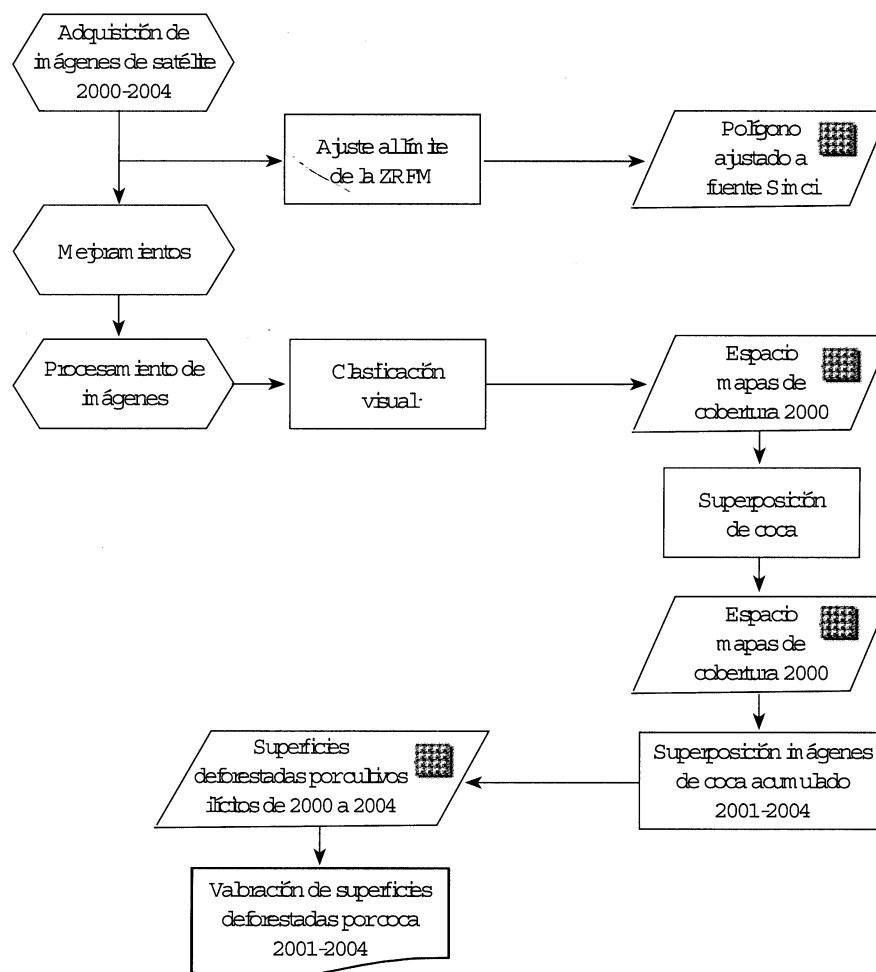 Adquisición de
imágenes de satélite
2000-2004
Ajuste al límite
de la ZRFM
Polígono
ajustado a
fuente Simci
Mejoramientos
Procesamiento de
imágenes
Clasificación
visual
Espacio
mapas de
cobertura 2000
Superposición
de coca
Espacio
mapas de
cobertura 2000
Superficies
deforestadas por cultivos
ilícitos de 2000 a 2004
Superposición imágenes
de coca acumulado
2001-2004
Valoración de superficies
deforestadas por coca
2001-2004